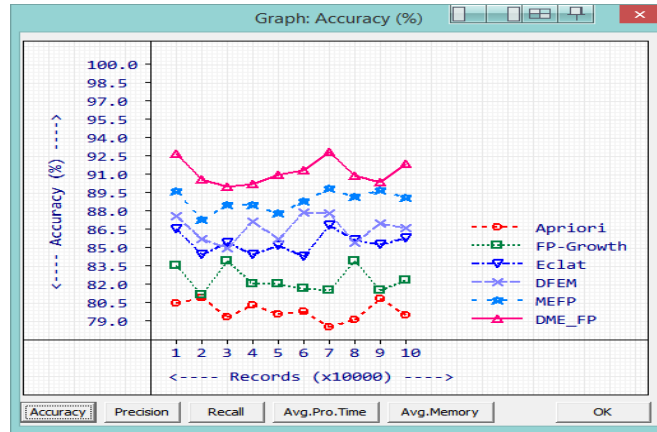 Graph: Accuracy (%)
100.0
98.5
97.0
95.5
94.0
92.5
91.0
89.5
88.0
86.5
85.0
83.5
82.0
80.5
79.0
<---- Accuracy (%) ---->
Apriori
FP-Growth
Eclat
DFEM
MEFP
DME_FP
1 2 3 4 5 6 7 8 9 10
<---- Records (x10000) ---->
Accuracy Precision Recall Avg.Pro.Time Avg.Memory OK